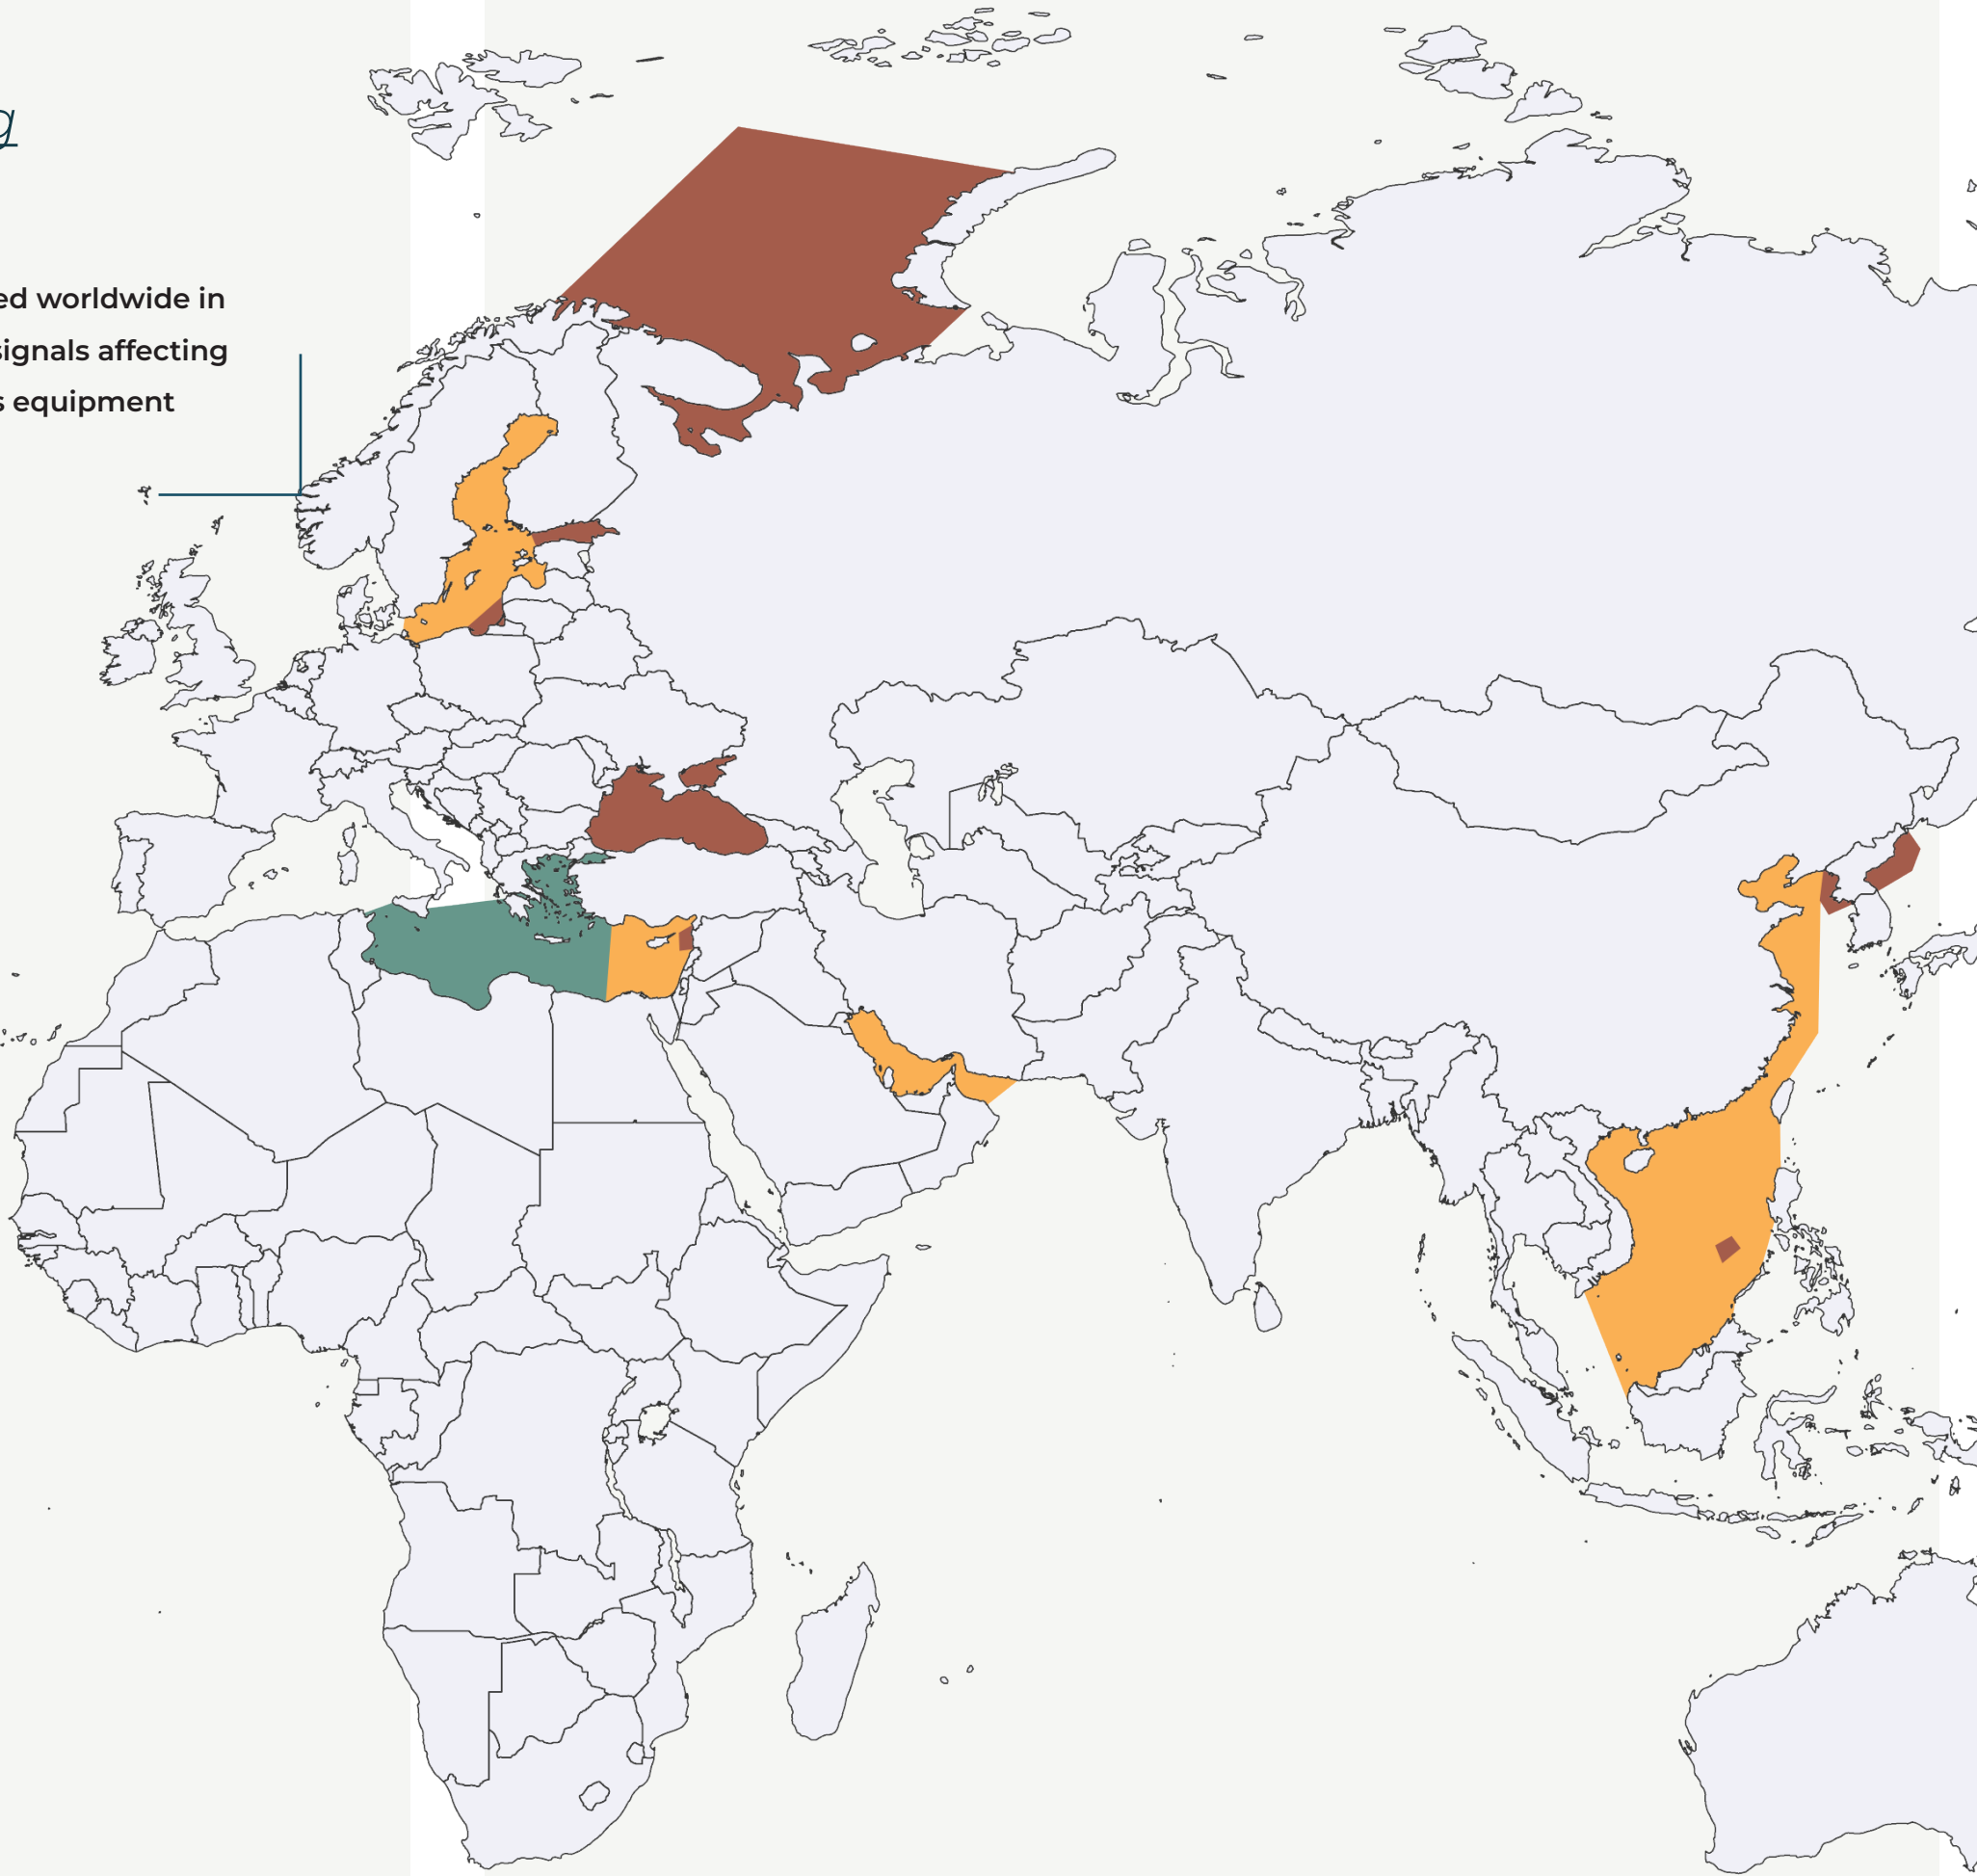 g
ed worldwide in
signals affecting
s equipment